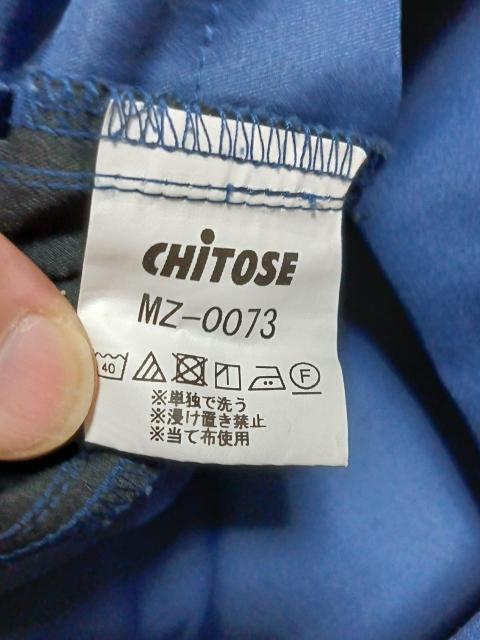 CHiTOSE
MZ-0073
40 F
※単独で洗う
※浸け置き禁止
※当て布使用